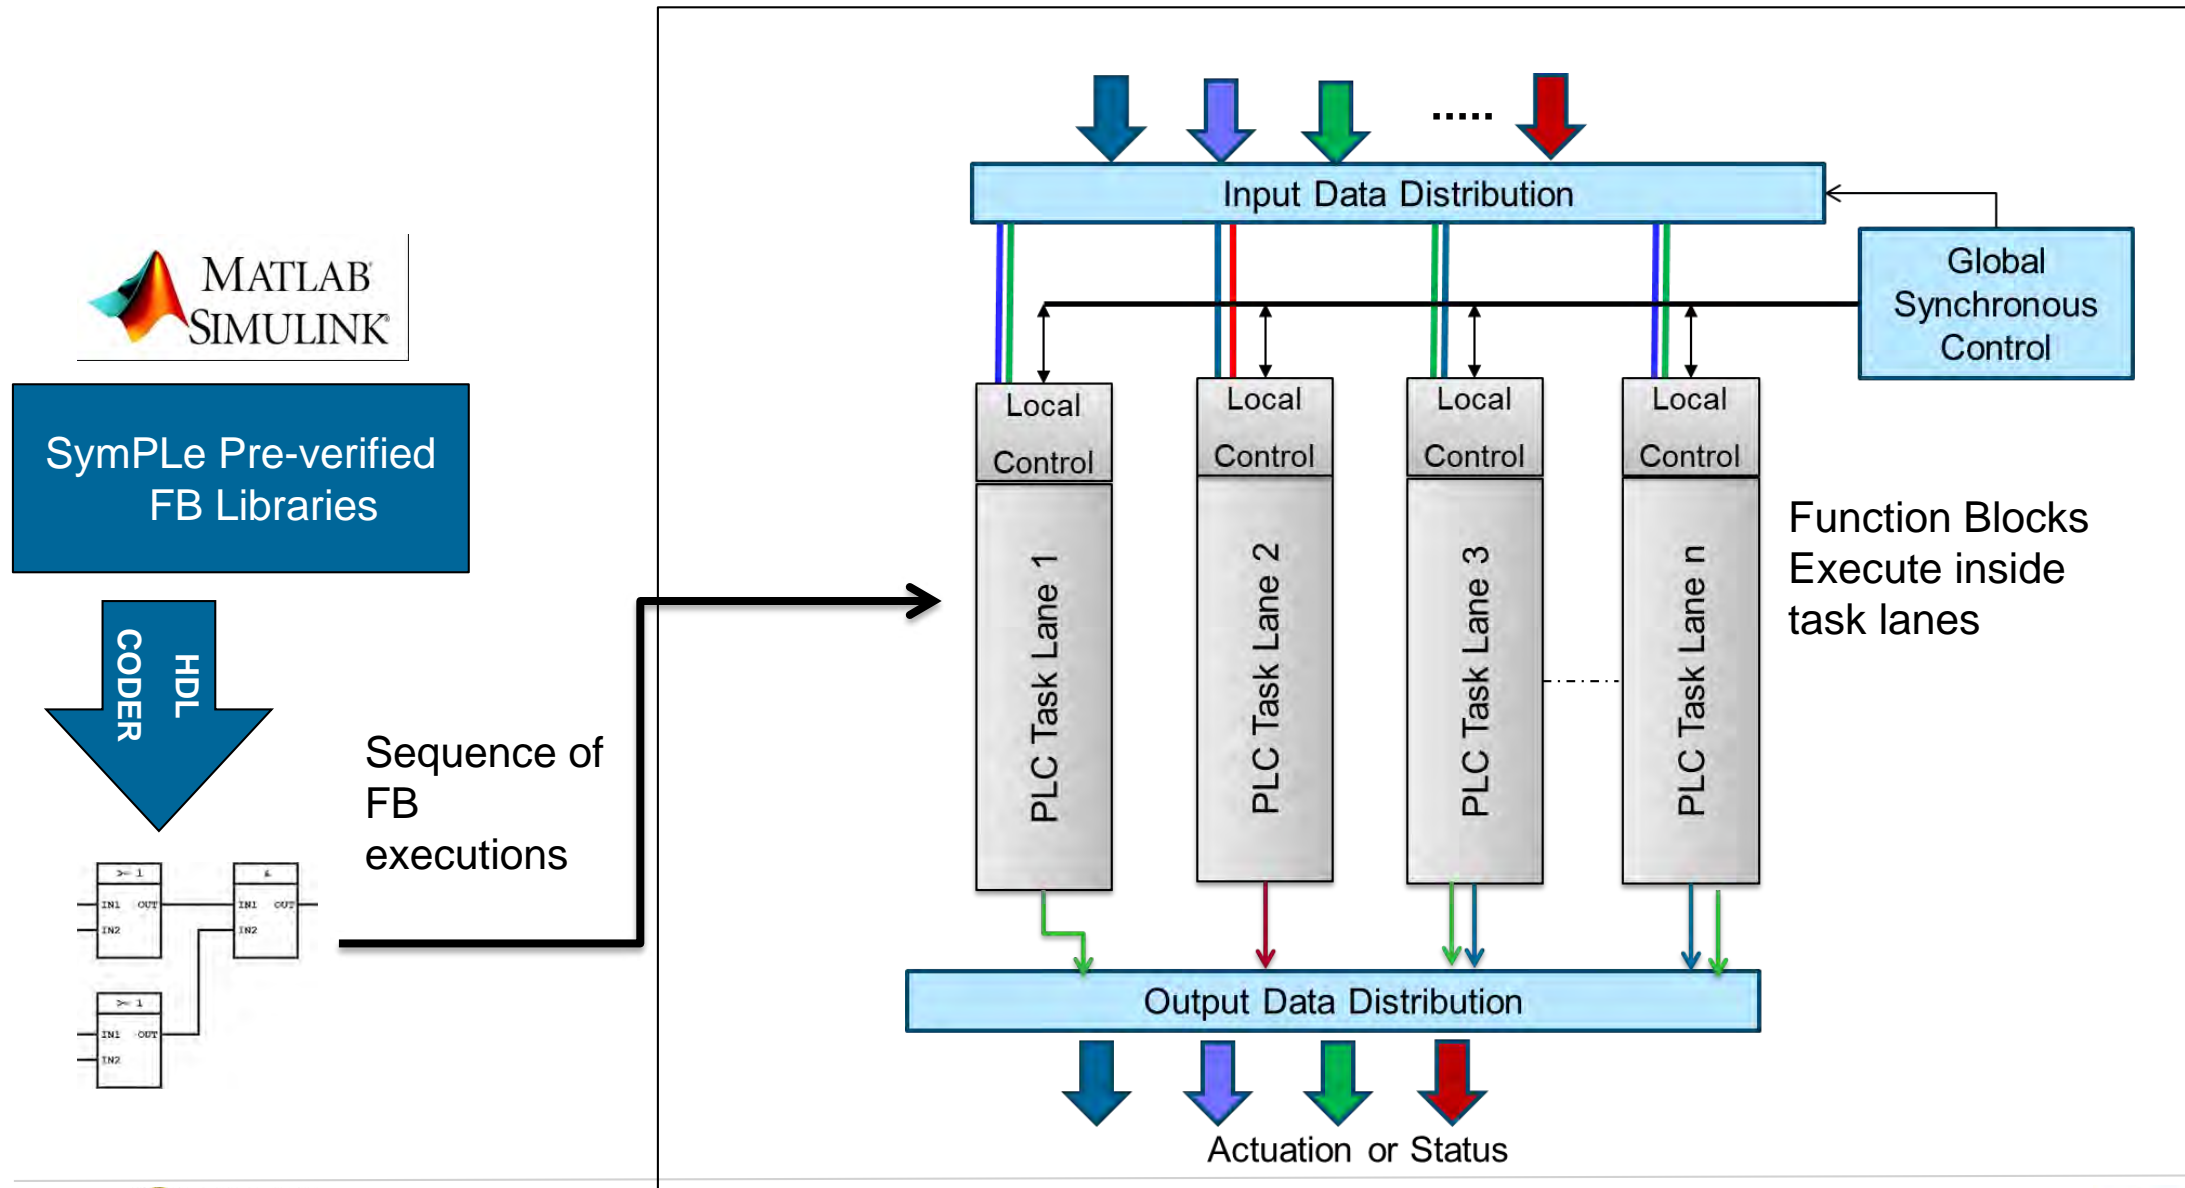 MATLAB®
SIMULINK®
SymPLe Pre-verified
FB Libraries
HDL
CODER
Sequence of
FB
executions
>= 1
IN1 OUT
IN2
&
IN1 OUT
IN2
>= 1
IN1 OUT
IN2
.....
Input Data Distribution
Global
Synchronous
Control
Local
Control
Local
Control
Local
Control
Local
Control
PLC Task Lane 1
PLC Task Lane 2
PLC Task Lane 3
PLC Task Lane n
Function Blocks
Execute inside
task lanes
Output Data Distribution
Actuation or Status